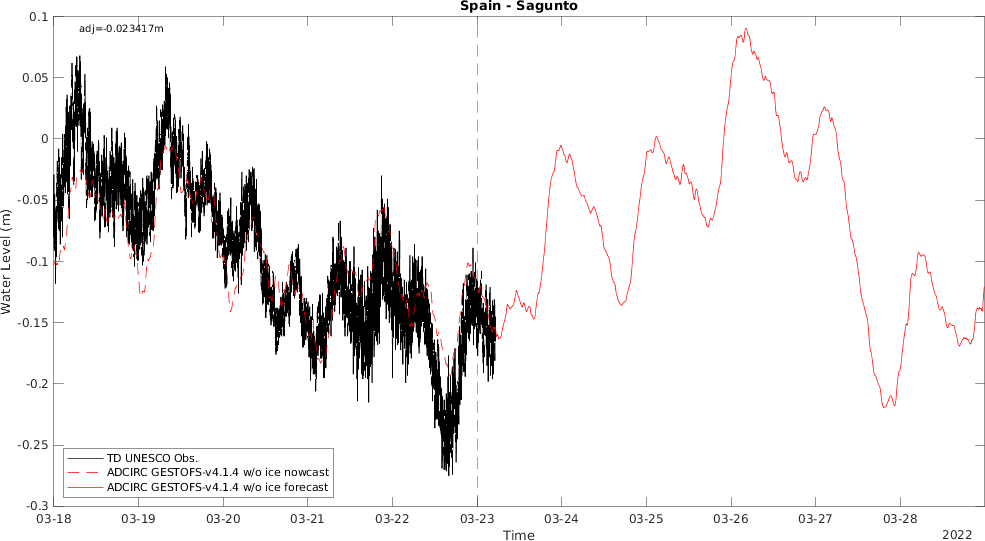 Spain - Sagunto
adj=-0.023417m
0.1
0.05
0
-0.05
-0.1
-0.15
-0.2
-0.25
-0.3
Water Level (m)
TD UNESCO Obs.
ADCIRC GESTOFS-v4.1.4 w/o ice nowcast
ADCIRC GESTOFS-v4.1.4 w/o ice forecast
03-18 03-19 03-20 03-21 03-22 03-23 03-24 03-25 03-26 03-27 03-28
Time
2022